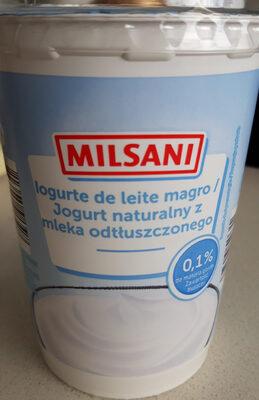 MILSANI
Iogurte de leite magro /
Jogurt naturalny z
mleka odtłuszczonego
0,1%